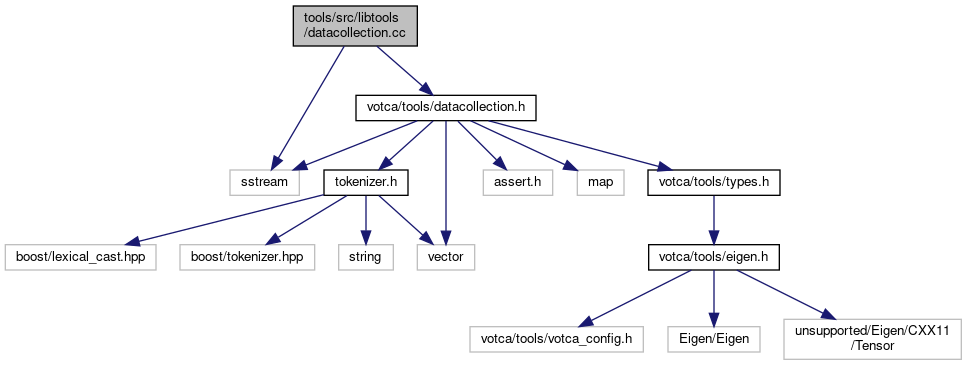 tools/src/libtools
/datacollection.cc
votca/tools/datacollection.h
sstream
tokenizer.h
assert.h
map
votca/tools/types.h
boost/lexical_cast.hpp
boost/tokenizer.hpp
string
vector
votca/tools/eigen.h
votca/tools/votca_config.h
Eigen/Eigen
unsupported/Eigen/CXX11
/Tensor